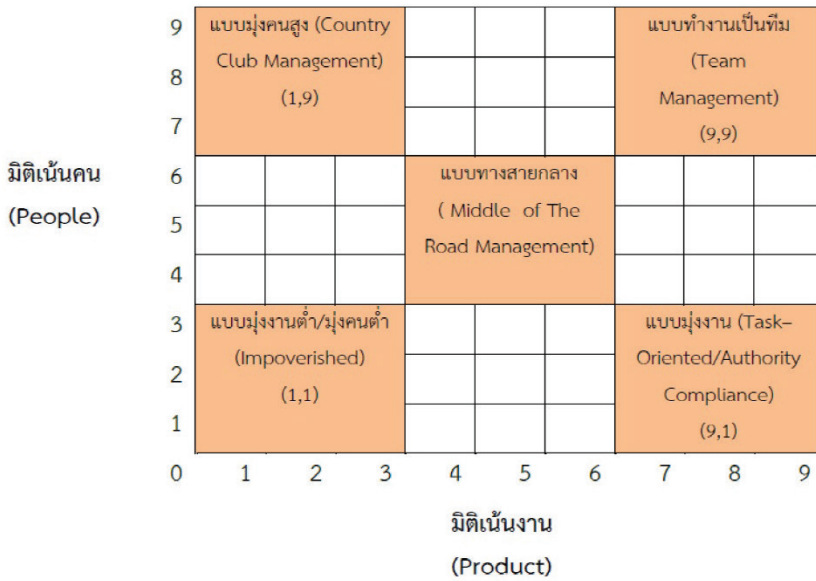 9
แบบมุ่งคนสูง (Country
Club Management)
(1,9)
แบบทำงานเป็นทีม
(Team
Management)
(9,9)
8
7
มิติเน้นคน
(People)
6
แบบทางสายกลาง
( Middle of The
Road Management)
5
4
3
แบบมุ่งงานต่ำ/มุ่งคนต่ำ
(Impoverished)
(1,1)
แบบมุ่งงาน (Task–
Oriented/Authority
Compliance)
(9,1)
2
1
0 1 2 3 4 5 6 7 8 9
มิติเน้นงาน
(Product)